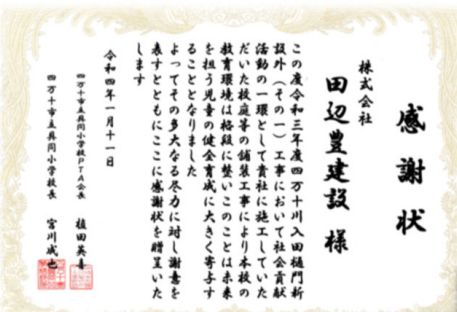 感謝状
株式会社
田辺豊建設 様
この度令和三年度四万十川入田樋門新
設外（その一）工事において社会貢献
活動の一環として貴社に施工していた
だいた校庭等の舗装工事により本校の
教育環境は格段に整いこのことは未来
を担う児童の健全育成に大きく寄与す
ることとなりました
よってその多大なる尽力に対し謝意を
表すとともにここに感謝状を贈呈いた
します
令和四年一月十一日
四万十市立具同小学校PTA会長 植田英
四万十市立具同小学校長 宮川成也